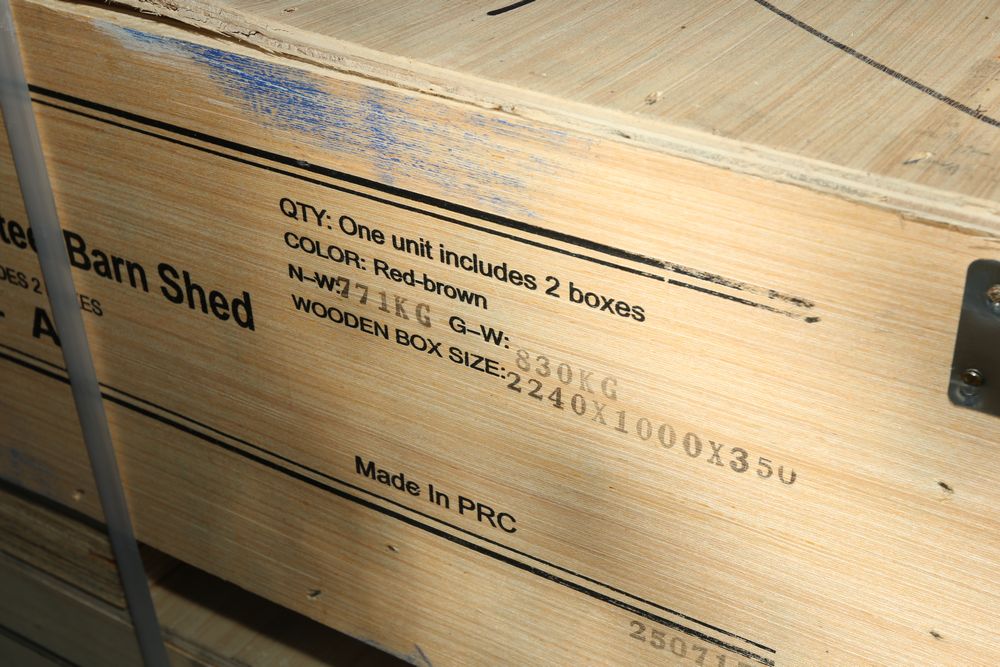 Barn Shed
QTY: One unit includes 2 boxes
COLOR: Red-brown
N-W: 771KG G-W: 830KG
WOODEN BOX SIZE: 2240X1000X350
Made In PRC